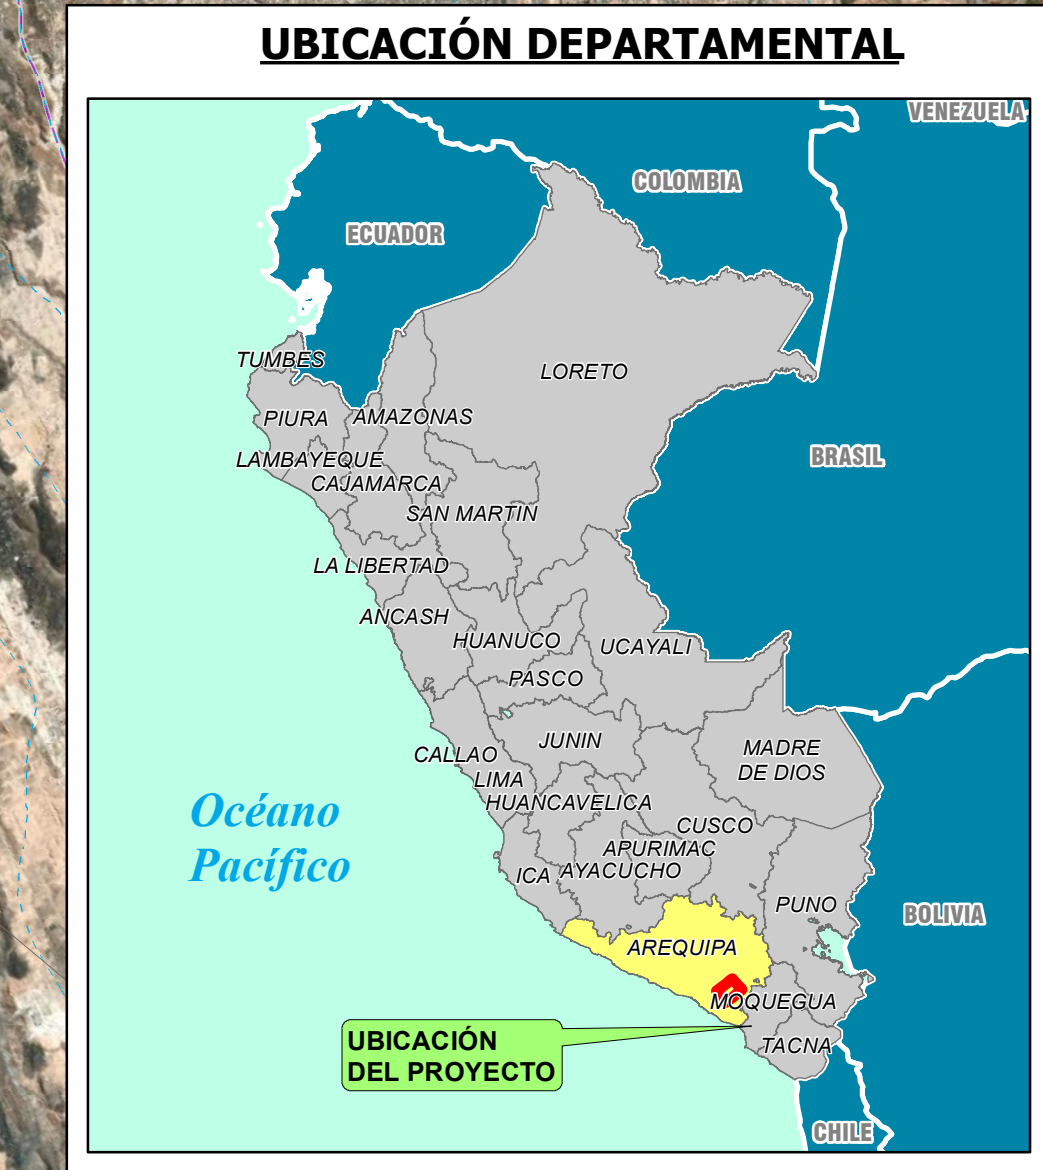 UBICACIÓN DEPARTAMENTAL
VENEZUELA
COLOMBIA
ECUADOR
TUMBES
LORETO
PIURA
AMAZONAS
LAMBAYEQUE
BRASIL
CAJAMARCA
SAN MARTIN
LA LIBERTAD
ANCASH
HUANUCO
UCAYALI
PASCO
JUNIN
MADRE
DE DIOS
CALLAO
LIMA
HUANCAVELICA
Océano
Pacífico
CUSCO
APURIMAC
ICA
AYACUCHO
PUNO
BOLIVIA
AREQUIPA
MOQUEGUA
UBICACIÓN
DEL PROYECTO
TACNA
CHILE